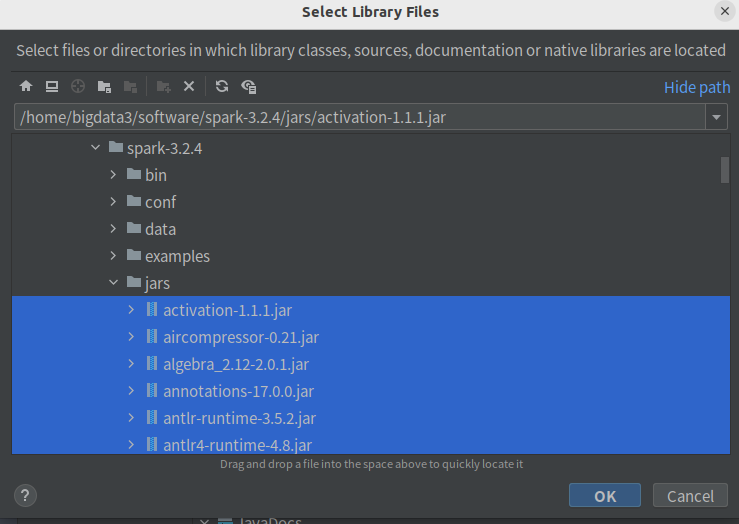 Select Library Files
Select files or directories in which library classes, sources, documentation or native libraries are located
Hide path
/home/bigdata3/software/spark-3.2.4/jars/activation-1.1.1.jar
spark-3.2.4
bin
conf
data
examples
jars
activation-1.1.1.jar
aircompressor-0.21.jar
algebra_2.12-2.0.1.jar
annotations-17.0.0.jar
antlr-runtime-3.5.2.jar
antlr4-runtime-4.8.jar
Drag and drop a file into the space above to quickly locate it
?
OK
Cancel
JavaDocs